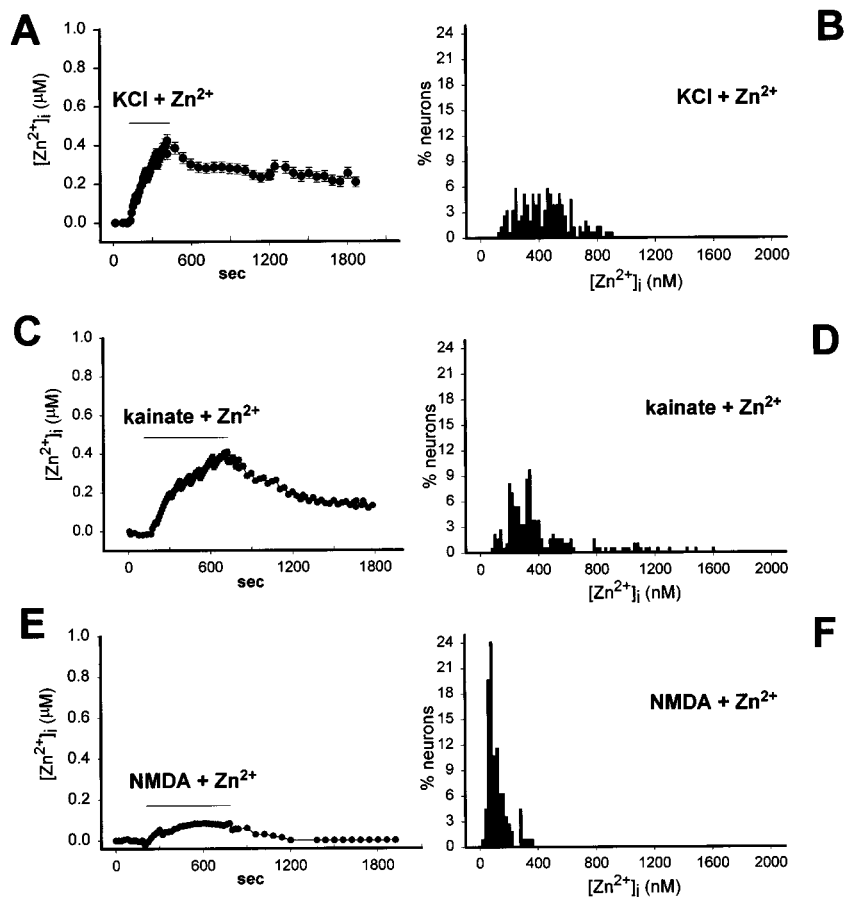 A
[Zn2+]i (μM)
1.0
0.8
0.6
0.4
0.2
0.0
KCl + Zn2+
0 600 1200 1800
sec
B
% neurons
24
21
18
15
12
9
6
3
0
KCl + Zn2+
0 400 800 1200 1600 2000
[Zn2+]i (nM)
C
[Zn2+]i (μM)
1.0
0.8
0.6
0.4
0.2
0.0
kainate + Zn2+
0 600 1200 1800
sec
D
% neurons
24
21
18
15
12
9
6
3
0
kainate + Zn2+
0 400 800 1200 1600 2000
[Zn2+]i (nM)
E
[Zn2+]i (μM)
1.0
0.8
0.6
0.4
0.2
0.0
NMDA + Zn2+
0 600 1200 1800
sec
F
% neurons
24
21
18
15
12
9
6
3
0
NMDA + Zn2+
0 400 800 1200 1600 2000
[Zn2+]i (nM)